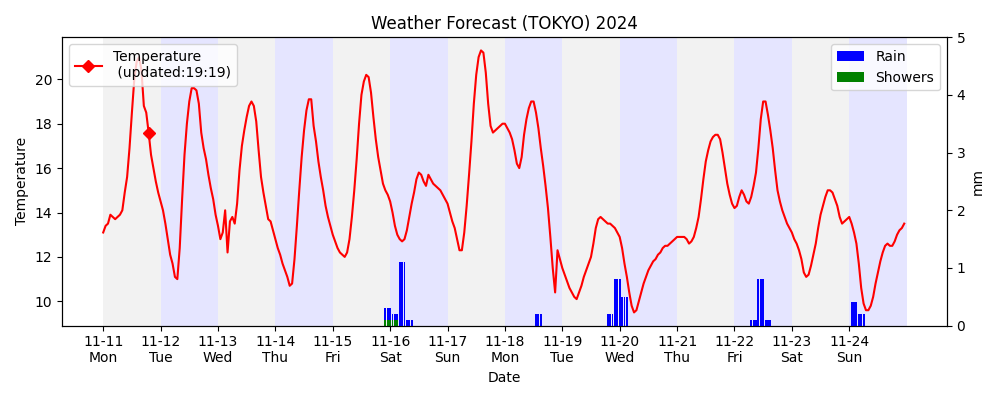 Weather Forecast (TOKYO) 2024
Temperature
(updated:19:19)
Rain
Showers
Temperature
20
18
16
14
12
10
5
4
3
2
1
0
mm
11-11 11-12 11-13 11-14 11-15 11-16 11-17 11-18 11-19 11-20 11-21 11-22 11-23 11-24
Mon Tue Wed Thu Fri Sat Sun Mon Tue Wed Thu Fri Sat Sun
Date